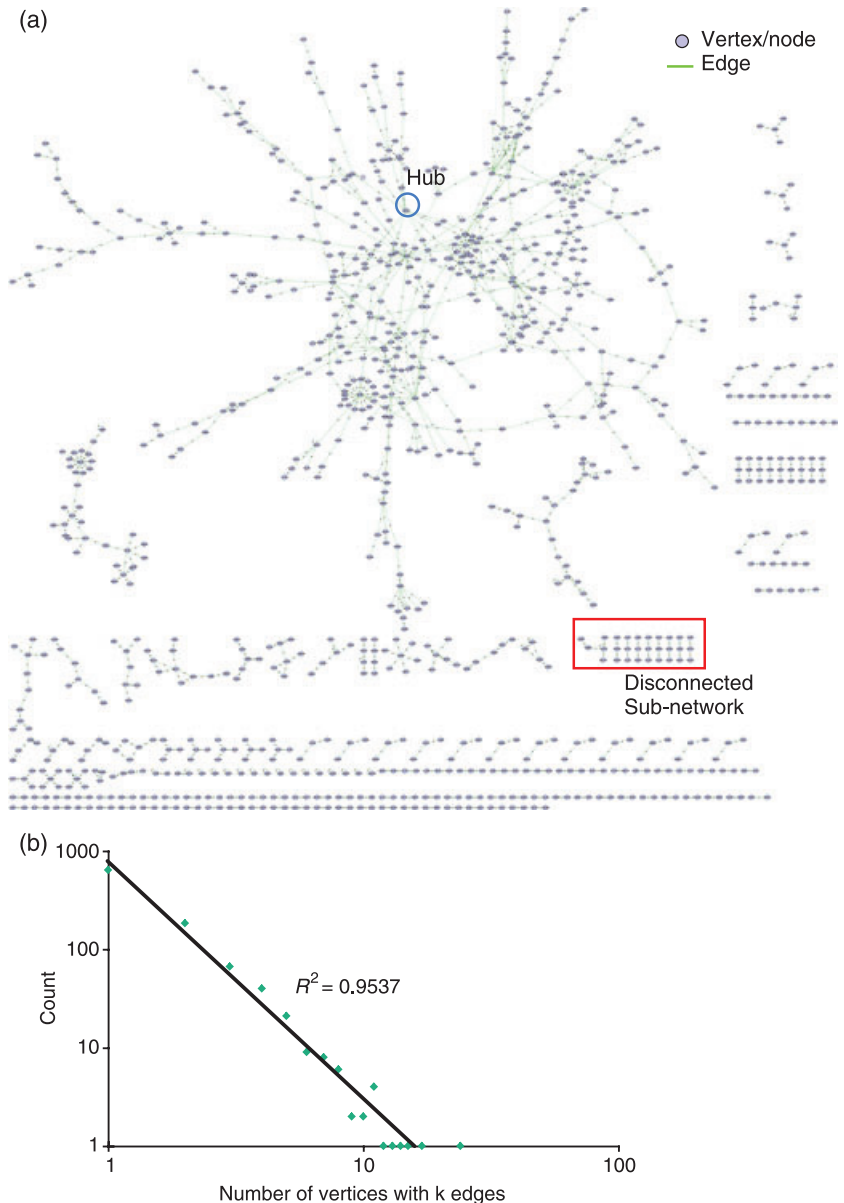 (a)
Vertex/node
Edge
Hub
Disconnected
Sub-network
(b)
1000
100
10
1
Count
R² = 0.9537
1
10
100
Number of vertices with k edges